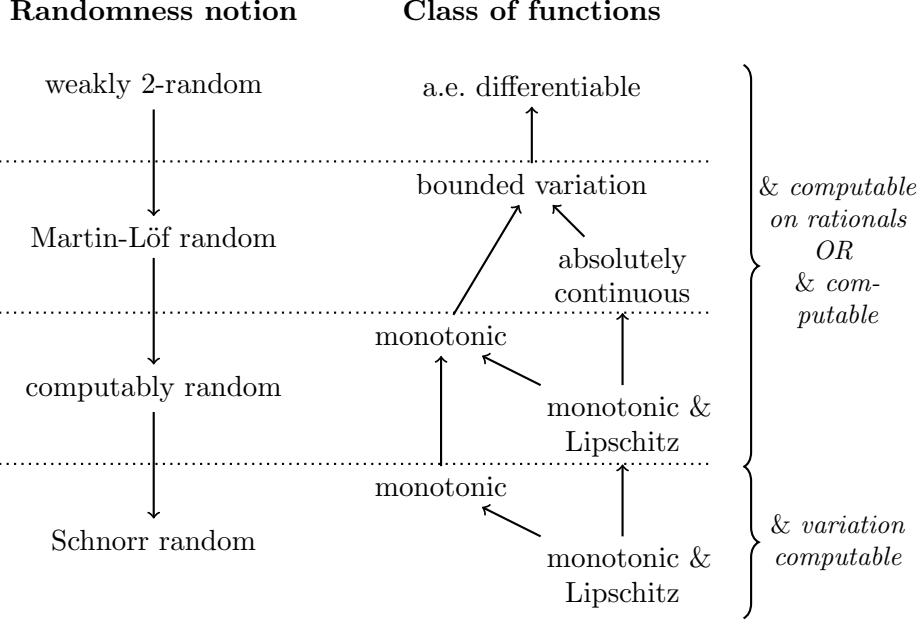 Randomness notion
Class of functions
weakly 2-random
a.e. differentiable
bounded variation
& computable
on rationals
OR
& com-
putable
Martin-Löf random
absolutely
continuous
monotonic
computably random
monotonic &
Lipschitz
monotonic
Schnorr random
monotonic &
Lipschitz
& variation
computable